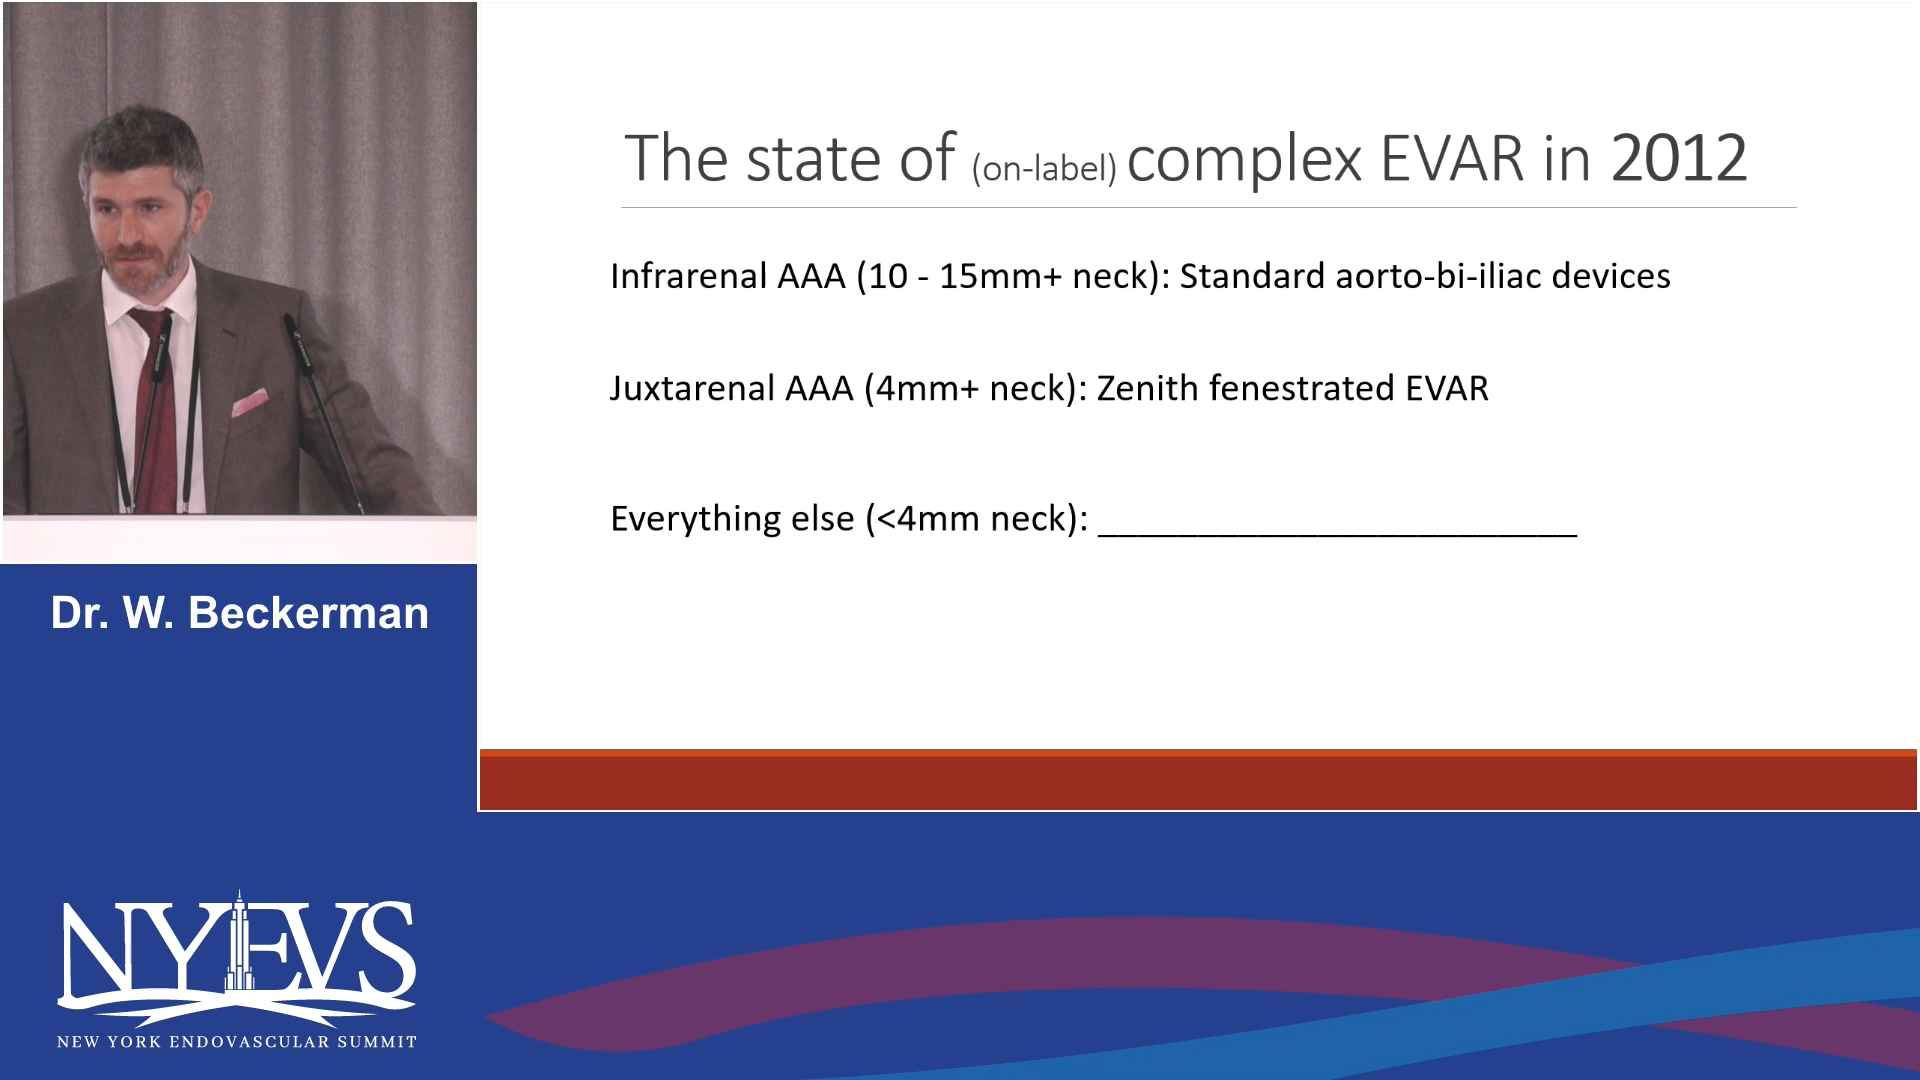 The state of (on-label) complex EVAR in 2012
Infrarenal AAA (10 - 15mm+ neck): Standard aorto-bi-iliac devices
Juxtarenal AAA (4mm+ neck): Zenith fenestrated EVAR
Everything else (<4mm neck): ________________________
Dr. W. Beckerman
NYEVS
NEW YORK ENDOVASCULAR SUMMIT